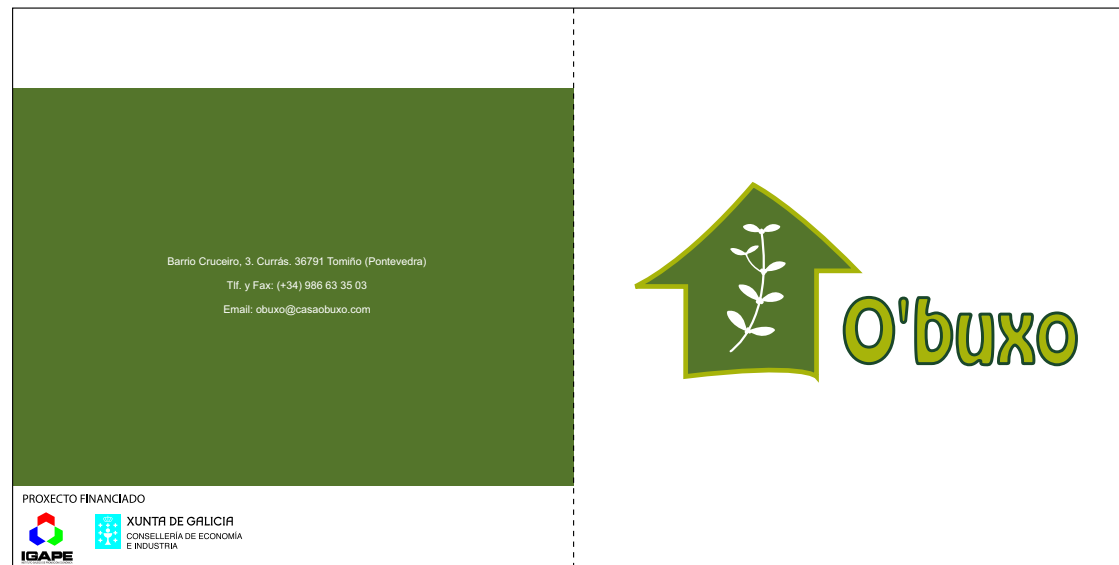 Barrio Cruceiro, 3. Currás. 36791 Tomiño (Pontevedra)
Tlf. y Fax: (+34) 986 63 35 03
Email: obuxo@casaobuxo.com
PROXECTO FINANCIADO
IGAPE
XUNTA DE GALICIA
CONSELLERÍA DE ECONOMÍA
E INDUSTRIA
O'buxo